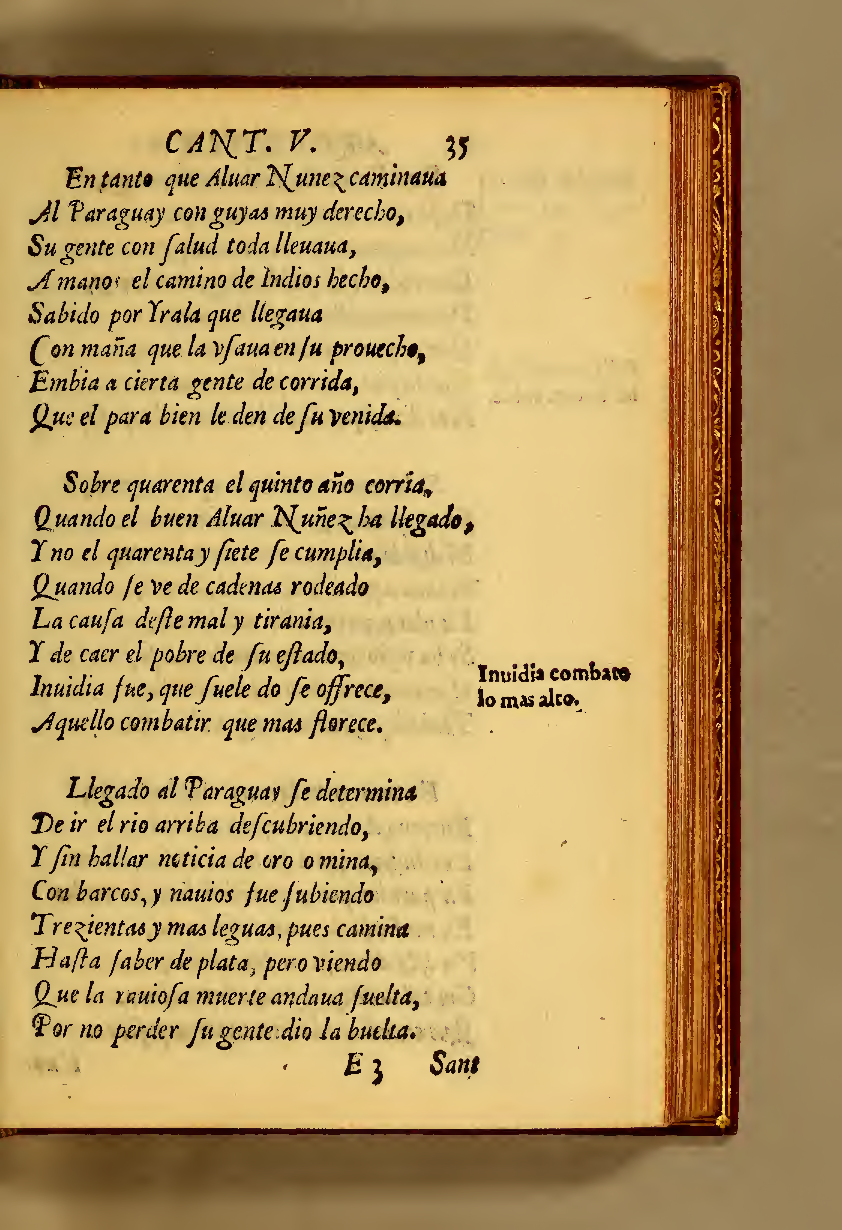 CANT. V. 35
En tanto que Aluar Nunez caminaua
Al Paraguay con guyas muy derecho,
Su gente con ſalud toda lleuaua,
A manos el camino de Indios hecho,
Sabido por Yrala que llegaua
Con maña que la vſaua en ſu prouecho,
Embia a cierta gente de corrida,
Que el para bien le den de ſu venida.
Sobre quarenta el quinto año corria,
Quando el buen Aluar Nuñez ha llegado,
Y no el quarenta y ſiete ſe cumplia,
Quando ſe ve de cadenas rodeado
La cauſa deſte mal y tirania,
Y de caer el pobre de ſu eſtado,
Inuidia fue, que ſuele do ſe offrece,
Aquello combatir que mas florece.
Inuidia combate
lo mas alto.
Llegado al Paraguay ſe determina
De ir el rio arriba deſcubriendo,
Y ſin hallar noticia de oro o mina,
Con barcos, y nauios fue ſubiendo
Trezientas y mas leguas, pues camina
Haſta ſaber de plata, pero viendo
Que la rauioſa muerte andaua ſuelta,
Por no perder ſu gente dio la buelta.
E 3 Sant